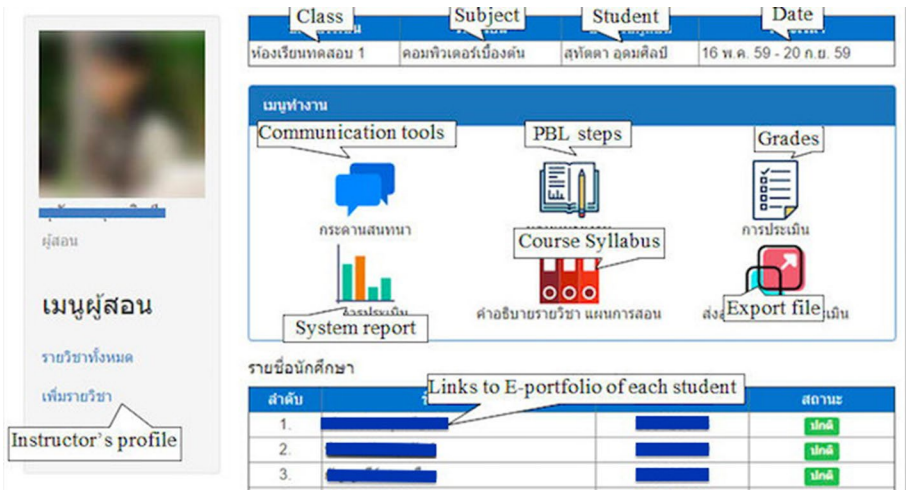 Class Subject Student Date
ห้องเรียนทดสอบ 1 คอมพิวเตอร์เบื้องต้น สุทัตตา อุดมศิลป์ 16 พ.ค. 59 - 20 ก.ย. 59
เมนูทำงาน
Communication tools PBL steps Grades
กระดานสนทนา การประเมิน
ผู้สอน
Course Syllabus
เมนูผู้สอน
Export file
คำอธิบายรายวิชา แผนการสอน
System report
รายวิชาทั้งหมด
รายชื่อนักศึกษา
เพิ่มรายวิชา
Links to E-portfolio of each student
ลำดับ สถานะ
1. ปกติ
Instructor's profile
2. ปกติ
3. ปกติ